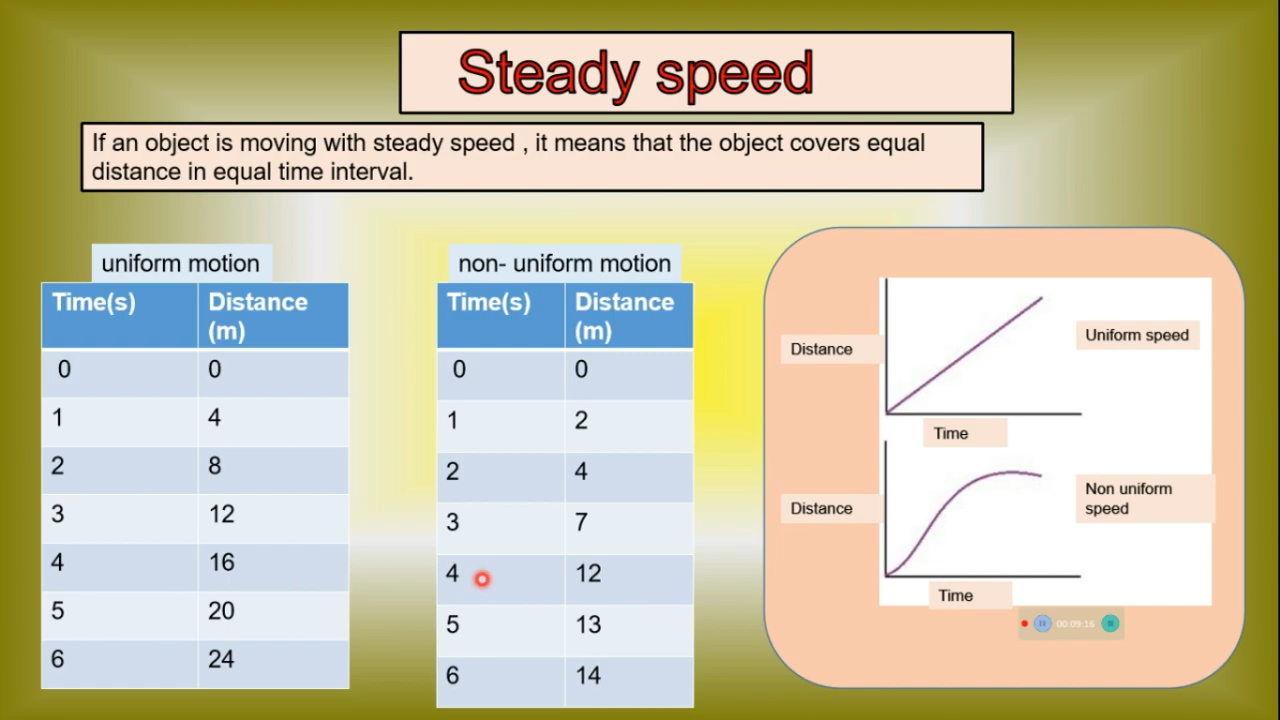 Steady speed
If an object is moving with steady speed , it means that the object covers equal
distance in equal time interval.
uniform motion
Time(s) Distance
(m)
0 0
1 4
2 8
3 12
4 16
5 20
6 24
non- uniform motion
Time(s) Distance
(m)
0 0
1 2
2 4
3 7
4 12
5 13
6 14
Distance
Uniform speed
Time
Distance
Non uniform
speed
Time
00:09:16